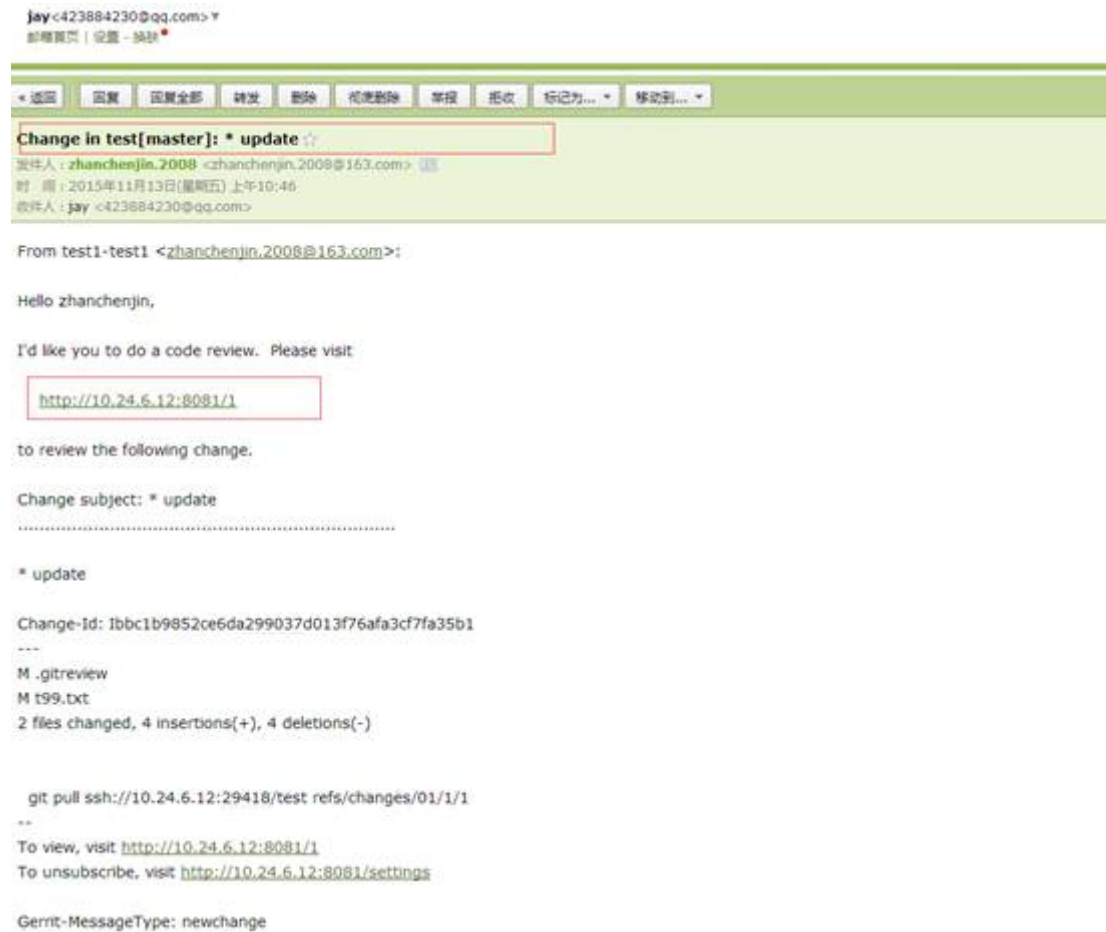 jay<423884230@qq.com>
邮箱首页 | 设置 - 换肤
« 返回 回复 回复全部 转发 删除 彻底删除 举报 拒收 标记为... 移动到...
Change in test[master]: * update ☆
发件人：zhanchenjin.2008 <zhanchenjin.2008@163.com>
时 间：2015年11月13日(星期五) 上午10:46
收件人：jay <423884230@qq.com>
From test1-test1 <zhanchenjin.2008@163.com>:
Hello zhanchenjin,
I'd like you to do a code review. Please visit
http://10.24.6.12:8081/1
to review the following change.
Change subject: * update
......................................................................
* update
Change-Id: Ibbc1b9852ce6da299037d013f76afa3cf7fa35b1
---
M .gitreview
M t99.txt
2 files changed, 4 insertions(+), 4 deletions(-)
git pull ssh://10.24.6.12:29418/test refs/changes/01/1/1
--
To view, visit http://10.24.6.12:8081/1
To unsubscribe, visit http://10.24.6.12:8081/settings
Gerrit-MessageType: newchange